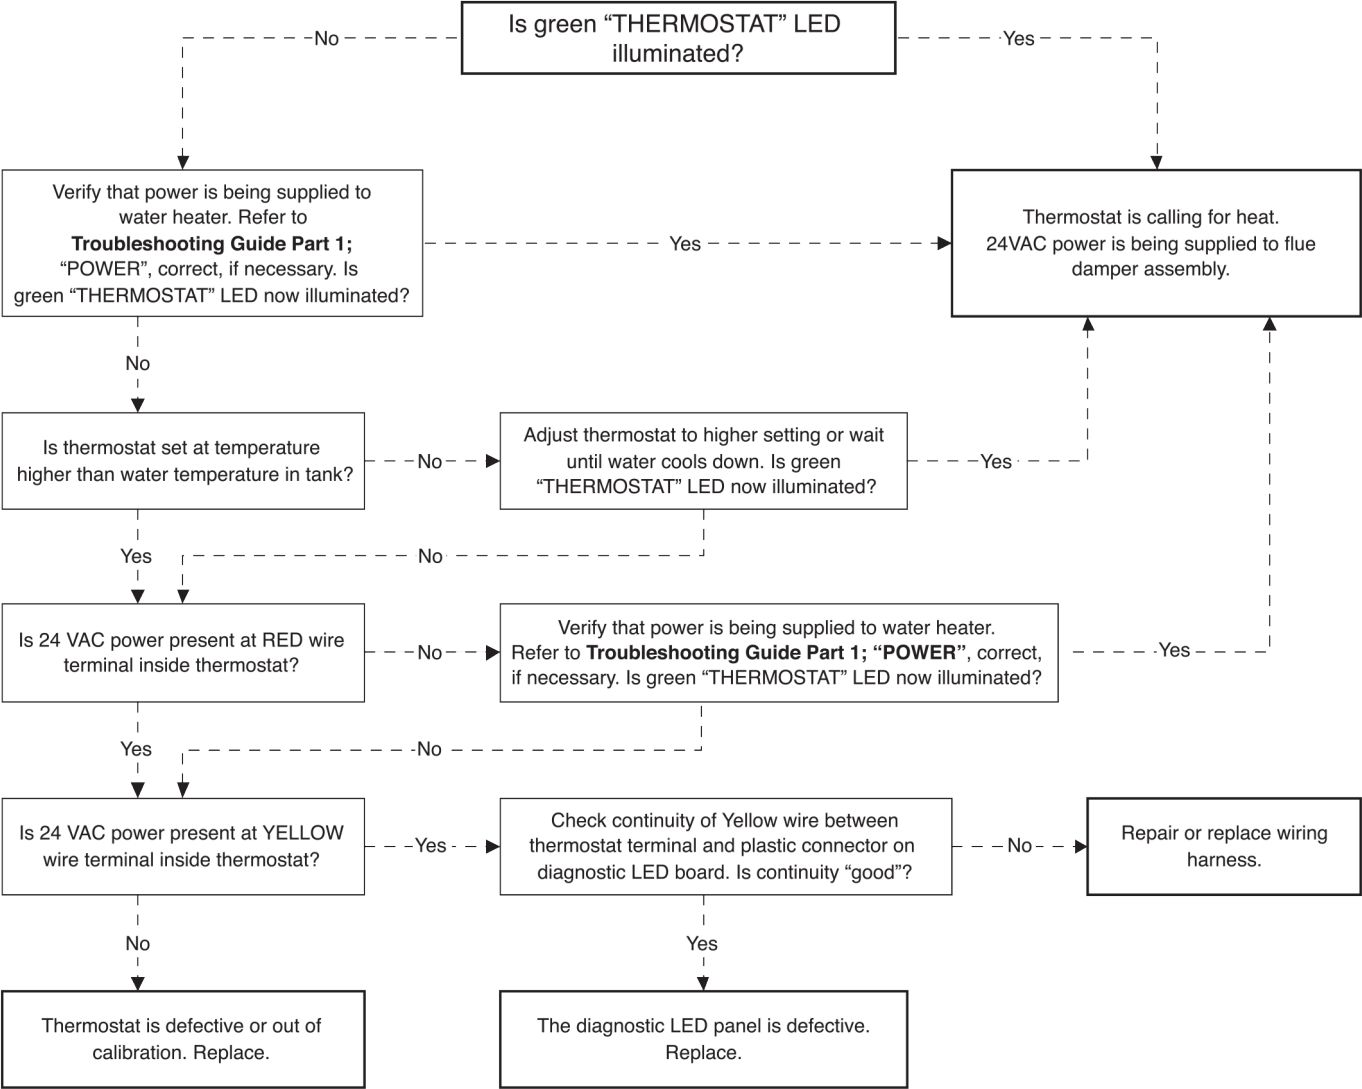 Is green “THERMOSTAT” LED
illuminated?
No
Yes
Verify that power is being supplied to
water heater. Refer to
Troubleshooting Guide Part 1;
“POWER”, correct, if necessary. Is
green “THERMOSTAT” LED now illuminated?
Yes
Thermostat is calling for heat.
24VAC power is being supplied to flue
damper assembly.
No
Is thermostat set at temperature
higher than water temperature in tank?
No
Adjust thermostat to higher setting or wait
until water cools down. Is green
“THERMOSTAT” LED now illuminated?
Yes
Yes
No
Is 24 VAC power present at RED wire
terminal inside thermostat?
No
Verify that power is being supplied to water heater.
Refer to Troubleshooting Guide Part 1; “POWER”, correct,
if necessary. Is green “THERMOSTAT” LED now illuminated?
Yes
Yes
No
Is 24 VAC power present at YELLOW
wire terminal inside thermostat?
Yes
Check continuity of Yellow wire between
thermostat terminal and plastic connector on
diagnostic LED board. Is continuity “good”?
No
Repair or replace wiring
harness.
No
Yes
Thermostat is defective or out of
calibration. Replace.
The diagnostic LED panel is defective.
Replace.